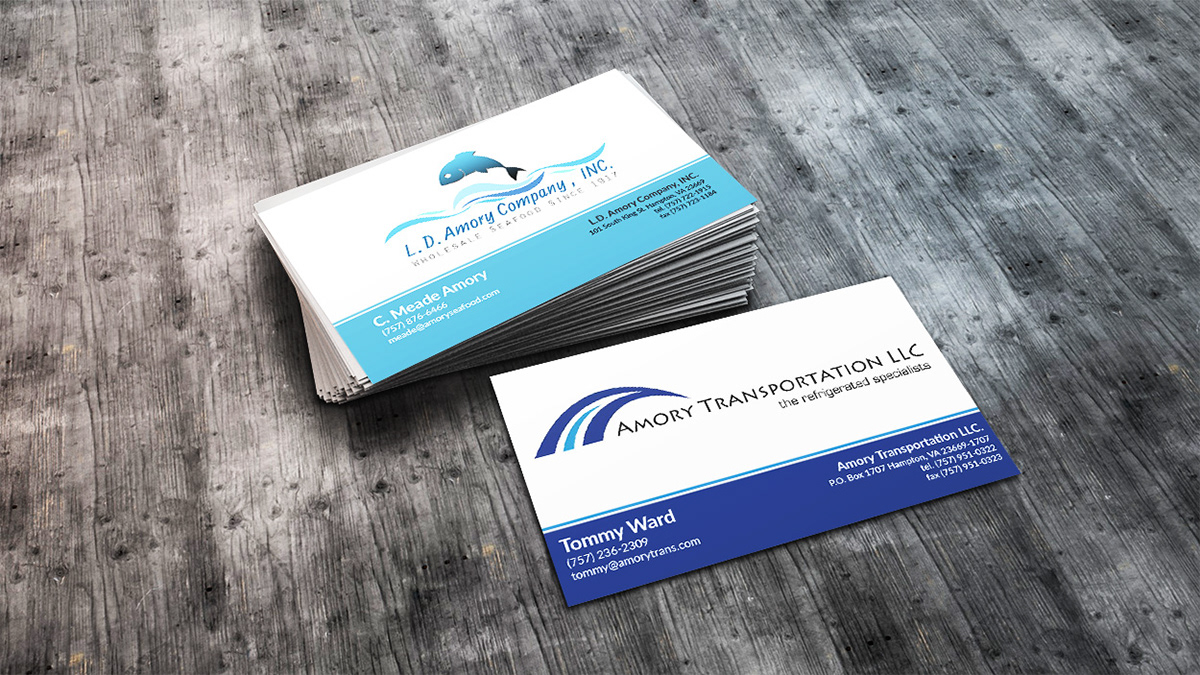 L. D. Amory Company, INC.
WHOLESALE SEAFOOD SINCE 1917
L.D. Amory Company, INC.
101 South King St. Hampton, VA 23669
tel. (757) 722-1915
fax (757) 723-1184
C. Meade Amory
(757) 876-6466
meade@amoryseafood.com
AMORY TRANSPORTATION LLC
the refrigerated specialists
Amory Transportation LLC.
P.O. Box 1707 Hampton, VA 23669-1707
tel. (757) 951-0322
fax (757) 951-0323
Tommy Ward
(757) 236-2309
tommy@amorytrans.com